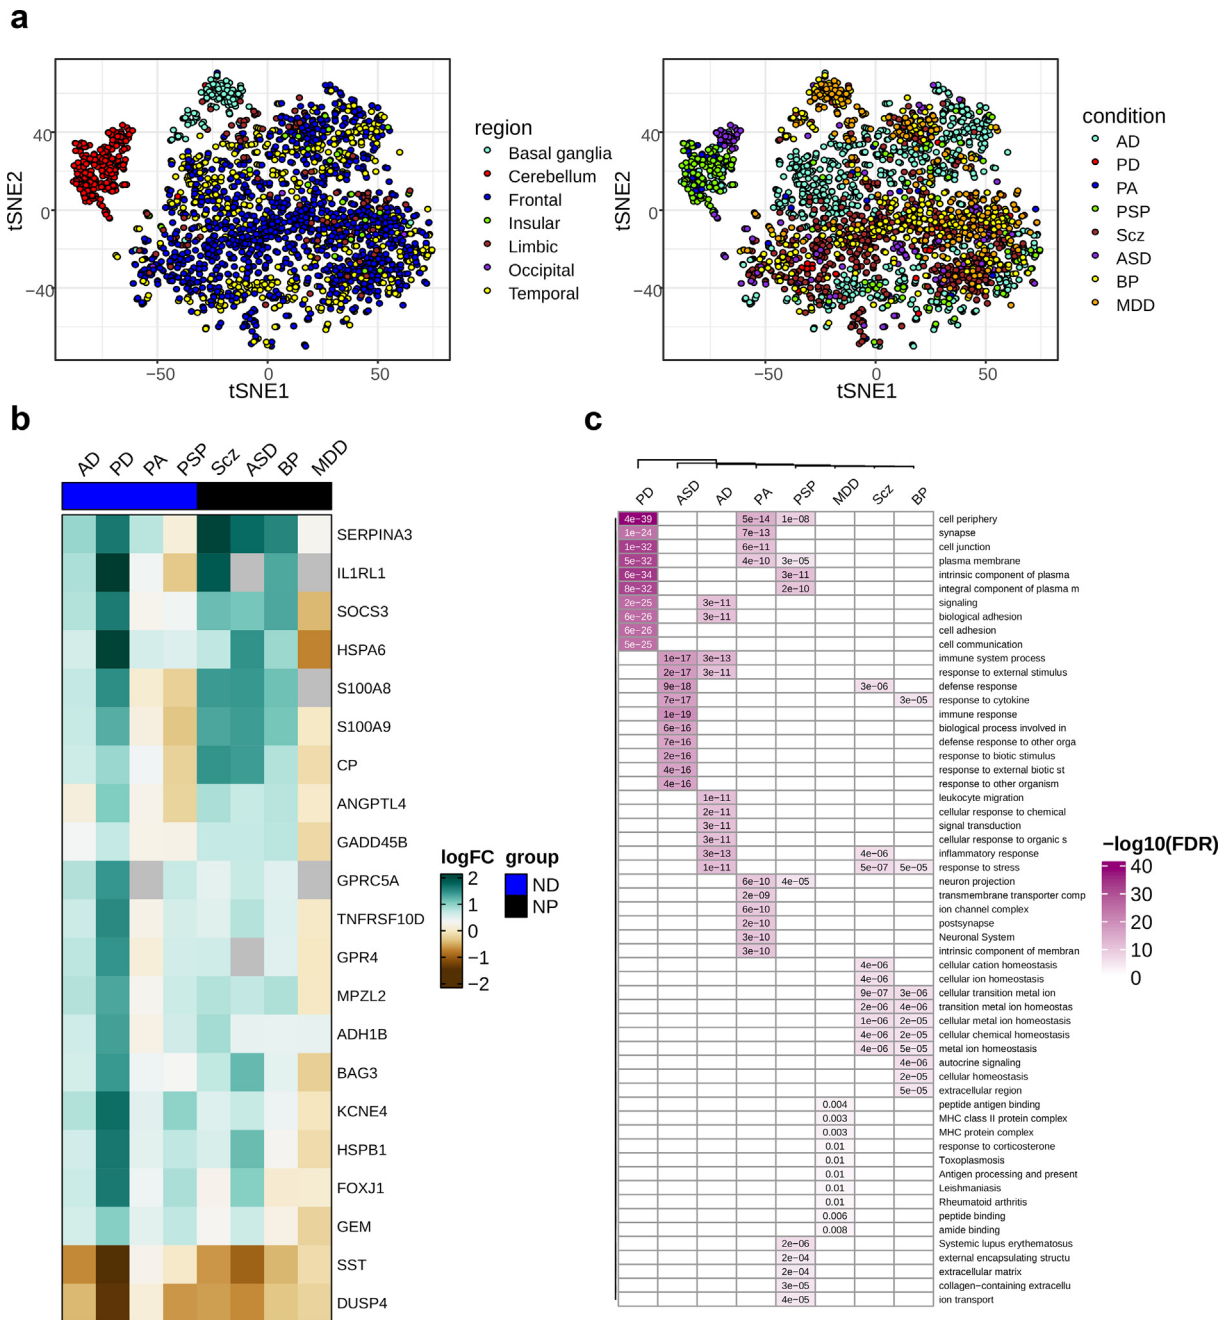 a
40
0
−40
−50
0
50
tSNE1
tSNE2
region
Basal ganglia
Cerebellum
Frontal
Insular
Limbic
Occipital
Temporal
40
0
−40
−50
0
50
tSNE1
tSNE2
condition
AD
PD
PA
PSP
Scz
ASD
BP
MDD
b
AD PD PA PSP Scz ASD BP MDD
SERPINA3
IL1RL1
SOCS3
HSPA6
S100A8
S100A9
CP
ANGPTL4
GADD45B
GPRC5A
TNFRSF10D
GPR4
MPZL2
ADH1B
BAG3
KCNE4
HSPB1
FOXJ1
GEM
SST
DUSP4
logFC
2
1
0
−1
−2
group
ND
NP
c
PD ASD AD PA PSP MDD Scz BP
4e−39 5e−14 1e−08 cell periphery
1e−24 7e−13 synapse
1e−32 6e−11 cell junction
5e−32 4e−10 3e−05 plasma membrane
6e−34 3e−11 intrinsic component of plasma
8e−32 2e−10 integral component of plasma m
2e−25 3e−11 signaling
6e−26 3e−11 biological adhesion
6e−26 cell adhesion
5e−25 cell communication
1e−17 3e−13 immune system process
2e−17 3e−11 response to external stimulus
9e−18 3e−06 defense response
7e−17 3e−05 response to cytokine
1e−19 immune response
6e−16 biological process involved in
7e−16 defense response to other orga
2e−16 response to biotic stimulus
4e−16 response to external biotic st
4e−16 response to other organism
1e−11 leukocyte migration
2e−11 cellular response to chemical
3e−11 signal transduction
3e−11 cellular response to organic s
3e−13 4e−06 inflammatory response
1e−11 5e−07 5e−05 response to stress
6e−10 4e−05 neuron projection
2e−09 transmembrane transporter comp
6e−10 ion channel complex
2e−10 postsynapse
3e−10 Neuronal System
3e−10 intrinsic component of membran
4e−06 cellular cation homeostasis
4e−06 cellular ion homeostasis
9e−07 3e−06 cellular transition metal ion
2e−06 4e−06 transition metal ion homeostas
1e−06 2e−05 cellular metal ion homeostasis
4e−06 2e−05 cellular chemical homeostasis
4e−06 5e−05 metal ion homeostasis
4e−06 autocrine signaling
2e−05 cellular homeostasis
5e−05 extracellular region
0.004 peptide antigen binding
0.003 MHC class II protein complex
0.003 MHC protein complex
0.01 response to corticosterone
0.01 Toxoplasmosis
0.01 Antigen processing and present
0.01 Leishmaniasis
0.01 Rheumatoid arthritis
0.006 peptide binding
0.008 amide binding
2e−06 Systemic lupus erythematosus
2e−04 external encapsulating structu
2e−04 extracellular matrix
3e−05 collagen−containing extracellu
4e−05 ion transport
−log10(FDR)
40
30
20
10
0